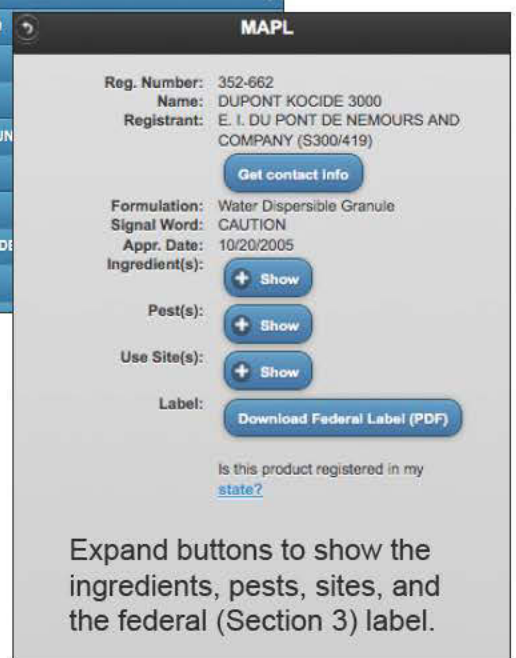 MAPL
Reg. Number: 352-662
Name: DUPONT KOCIDE 3000
Registrant: E. I. DU PONT DE NEMOURS AND
COMPANY (S300/419)
Get contact info
Formulation: Water Dispersible Granule
Signal Word: CAUTION
Appr. Date: 10/20/2005
Ingredient(s):
Show
Pest(s):
Show
Use Site(s):
Show
Label:
Download Federal Label (PDF)
Is this product registered in my
state?
Expand buttons to show the
ingredients, pests, sites, and
the federal (Section 3) label.